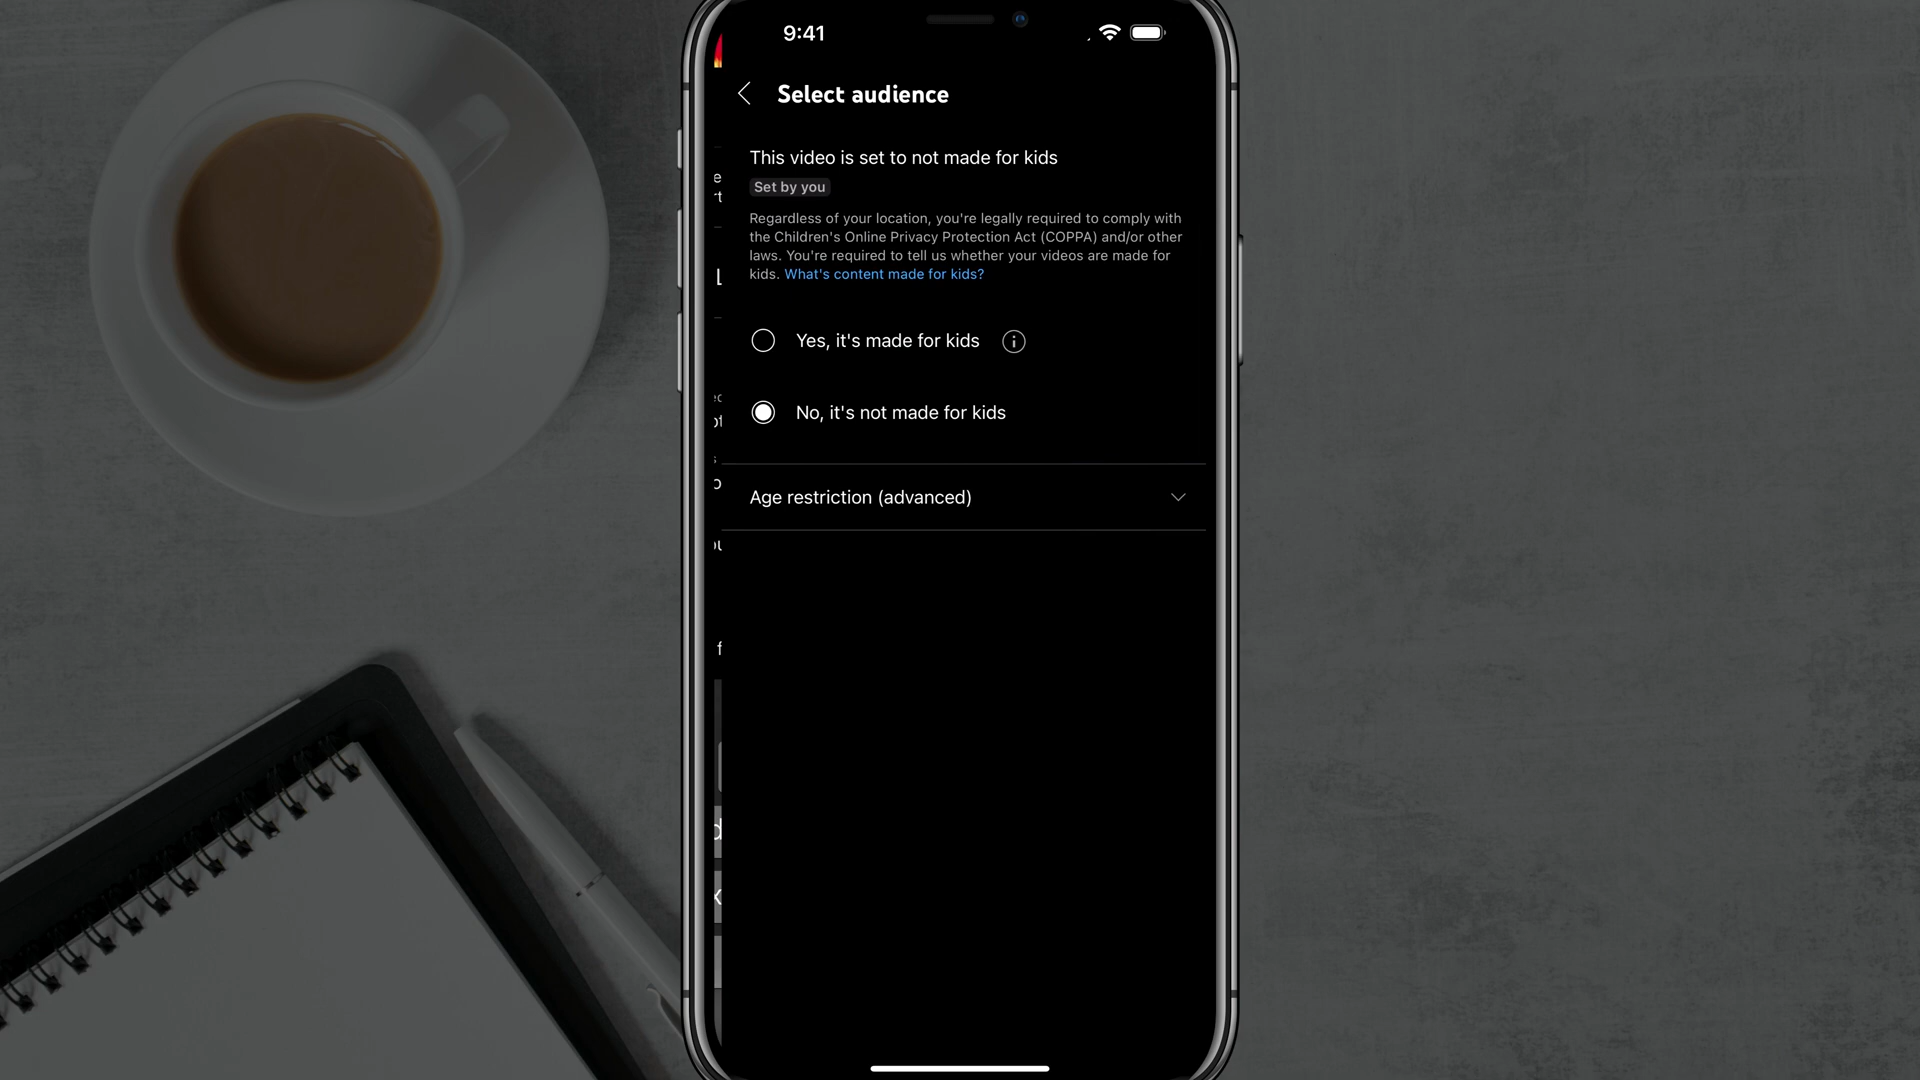 9:41
Select audience
This video is set to not made for kids
Set by you
Regardless of your location, you're legally required to comply with
the Children's Online Privacy Protection Act (COPPA) and/or other
laws. You're required to tell us whether your videos are made for
kids. What's content made for kids?
Yes, it's made for kids
No, it's not made for kids
Age restriction (advanced)